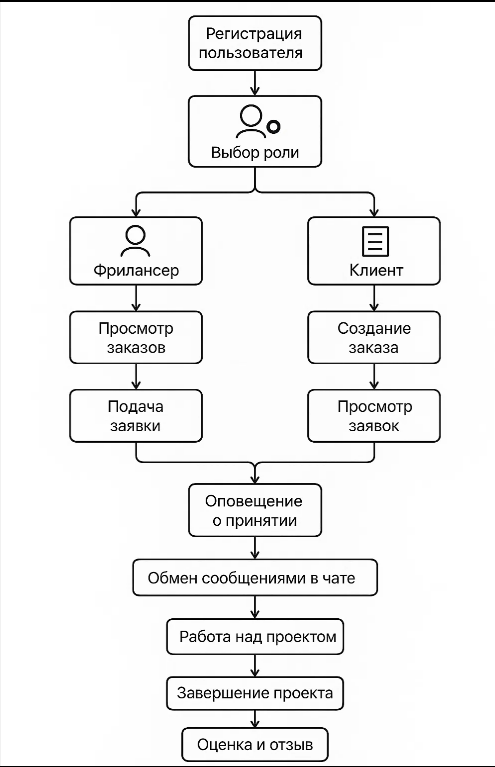 Регистрация
пользователя
Выбор роли
Фрилансер
Клиент
Просмотр
заказов
Создание
заказа
Подача
заявки
Просмотр
заявок
Оповещение
о принятии
Обмен сообщениями в чате
Работа над проектом
Завершение проекта
Оценка и отзыв